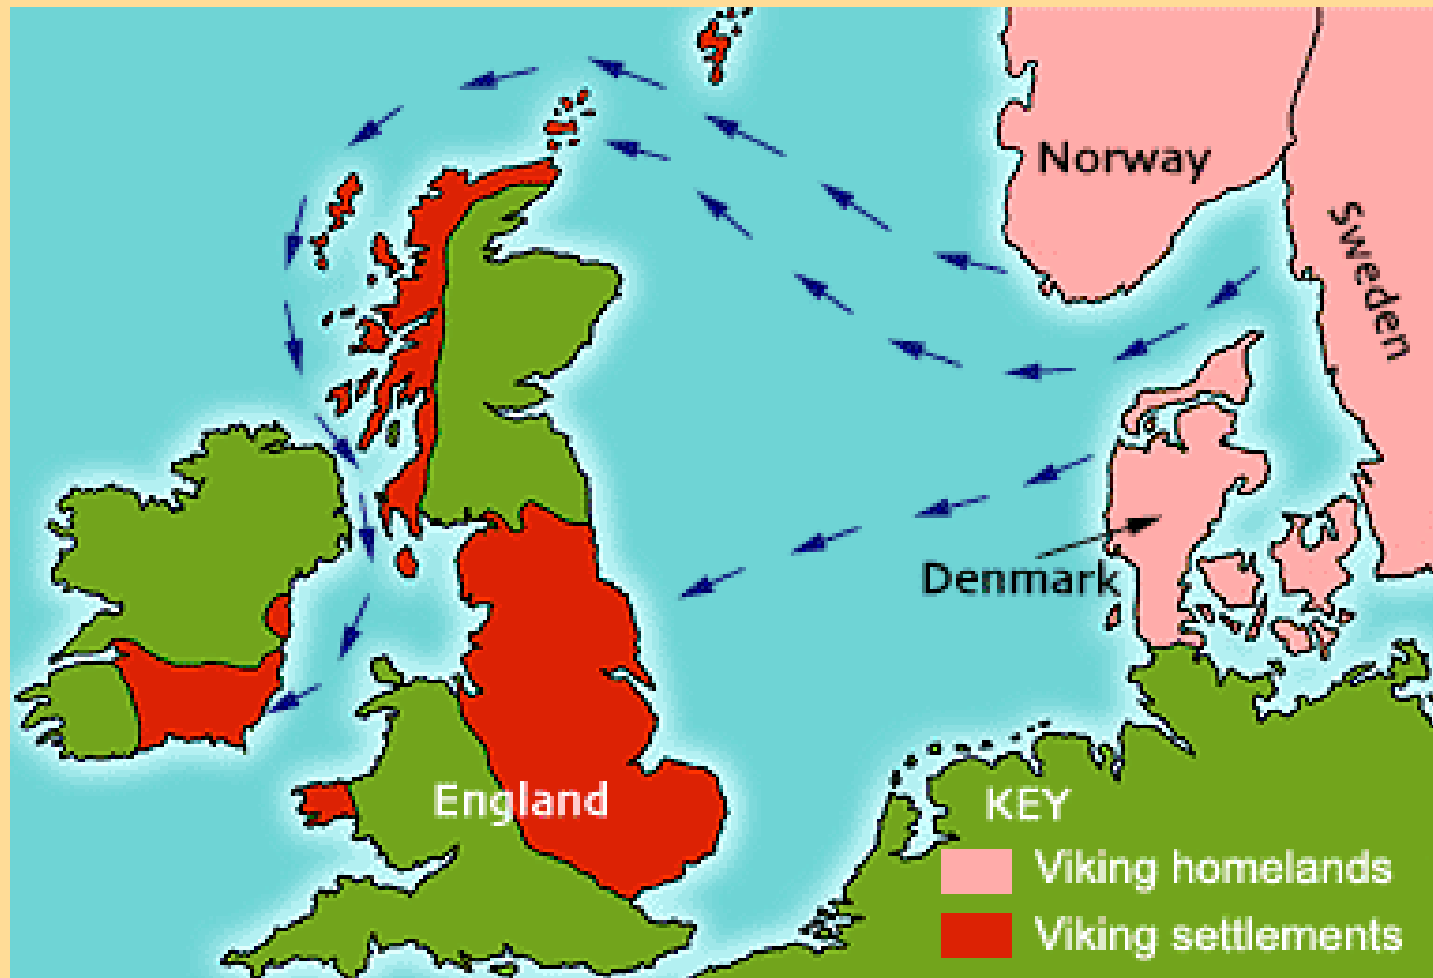 Norway
Sweden
Denmark
England
KEY
Viking homelands
Viking settlements